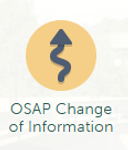 OSAP Change
of Information